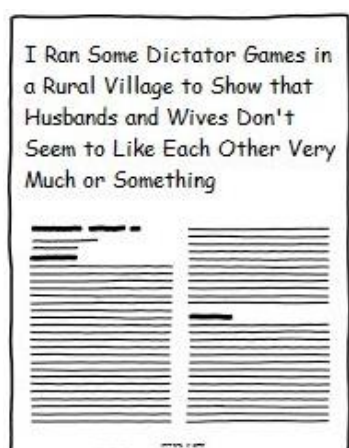 I Ran Some Dictator Games in
a Rural Village to Show that
Husbands and Wives Don't
Seem to Like Each Other Very
Much or Something